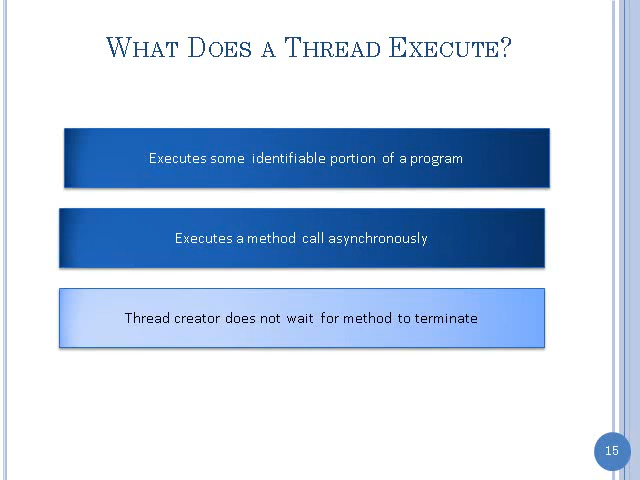 What Does a Thread Execute?
Executes some identifiable portion of a program
Executes a method call asynchronously
Thread creator does not wait for method to terminate
15